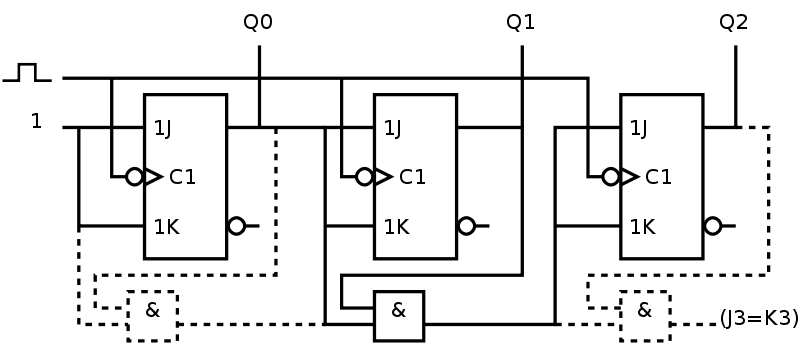 Q0 Q1 Q2
1 1J 1J 1J
C1 C1 C1
1K 1K 1K
& & &
(J3=K3)